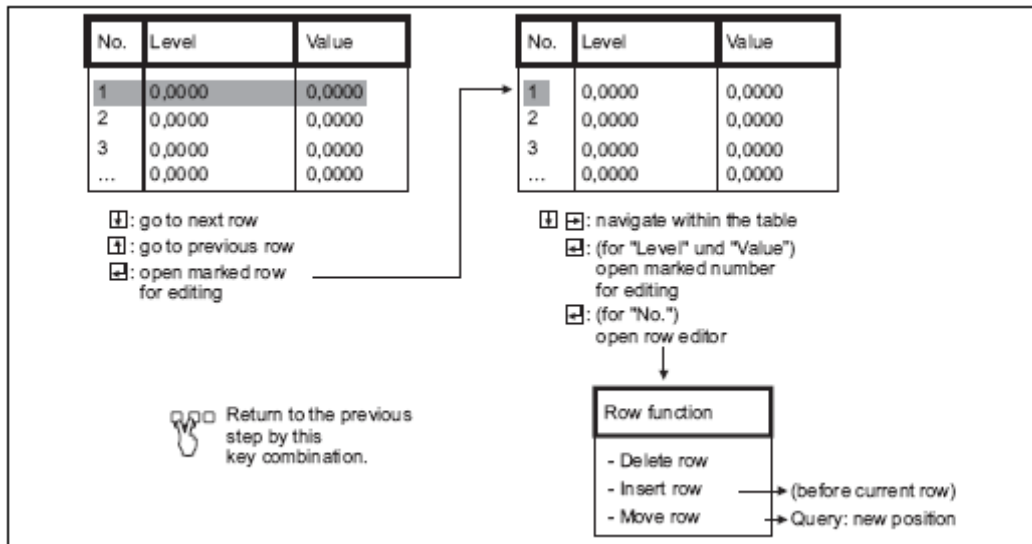 No. Level Value
1 0,0000 0,0000
2 0,0000 0,0000
3 0,0000 0,0000
... 0,0000 0,0000
: go to next row
: go to previous row
: open marked row
for editing
No. Level Value
1 0,0000 0,0000
2 0,0000 0,0000
3 0,0000 0,0000
... 0,0000 0,0000
: navigate within the table
: (for "Level" und "Value")
open marked number
for editing
: (for "No.")
open row editor
Return to the previous
step by this
key combination.
Row function
- Delete row
- Insert row (before current row)
- Move row Query: new position